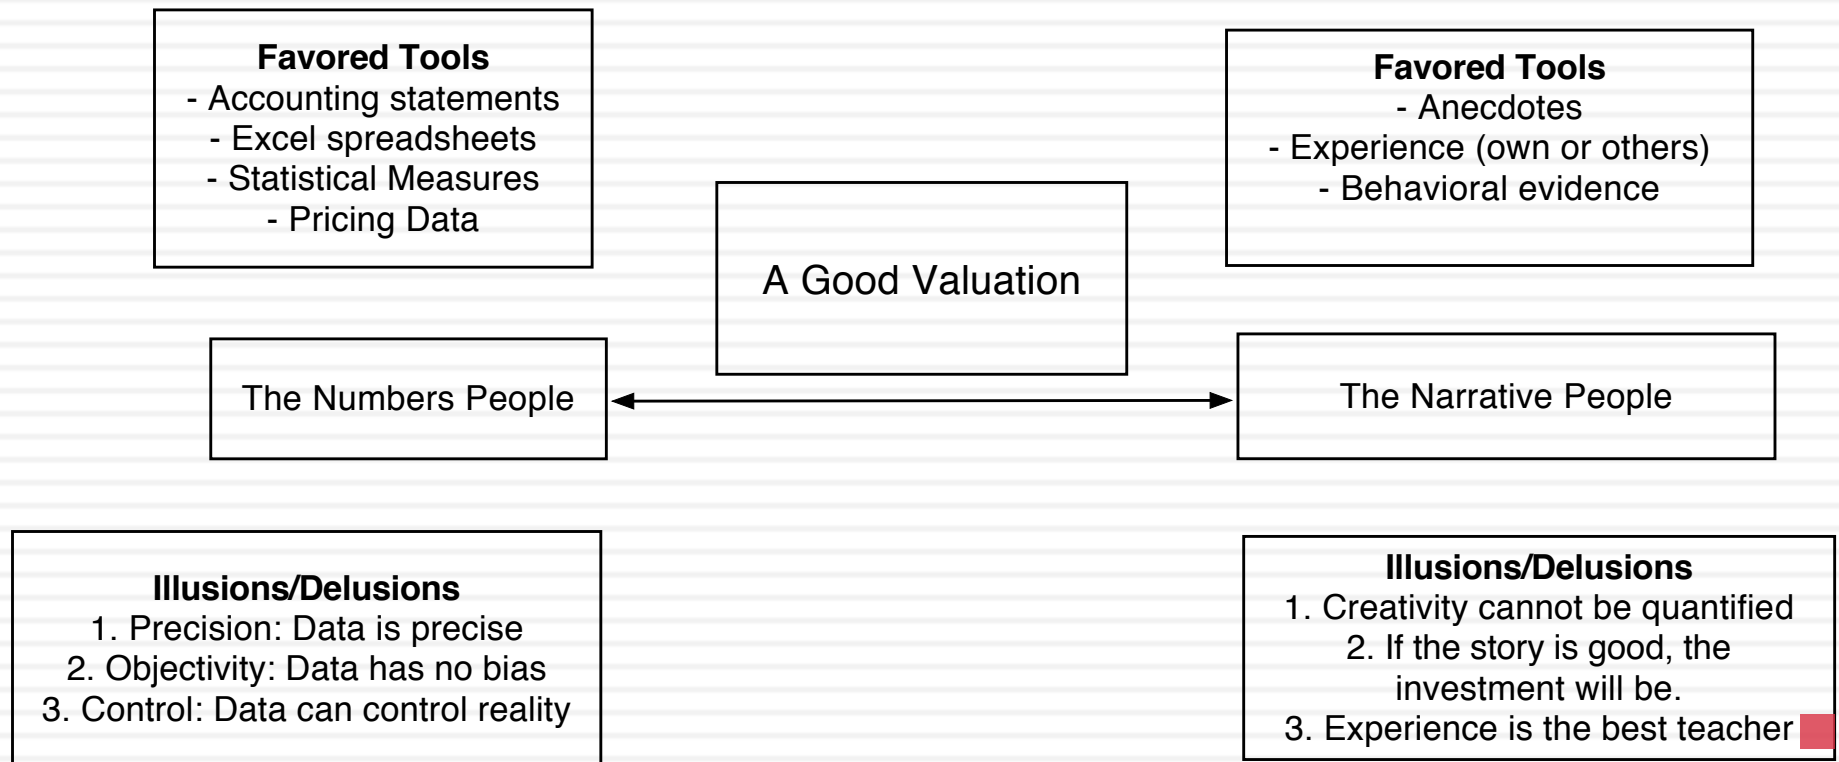 Favored Tools
- Accounting statements
- Excel spreadsheets
- Statistical Measures
- Pricing Data
Favored Tools
- Anecdotes
- Experience (own or others)
- Behavioral evidence
A Good Valuation
The Numbers People
The Narrative People
Illusions/Delusions
1. Precision: Data is precise
2. Objectivity: Data has no bias
3. Control: Data can control reality
Illusions/Delusions
1. Creativity cannot be quantified
2. If the story is good, the
investment will be.
3. Experience is the best teacher